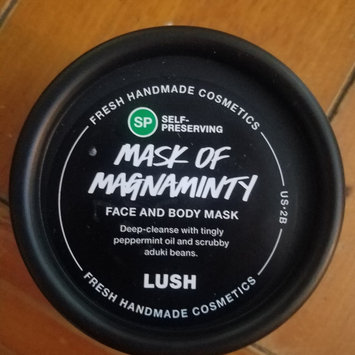 FRESH HANDMADE COSMETICS
SP
SELF-
PRESERVING
MASK OF
MAGNAMINTY
FACE AND BODY MASK
Deep-cleanse with tingly
peppermint oil and scrubby
aduki beans.
LUSH
US-2B
FRESH HANDMADE COSMETICS